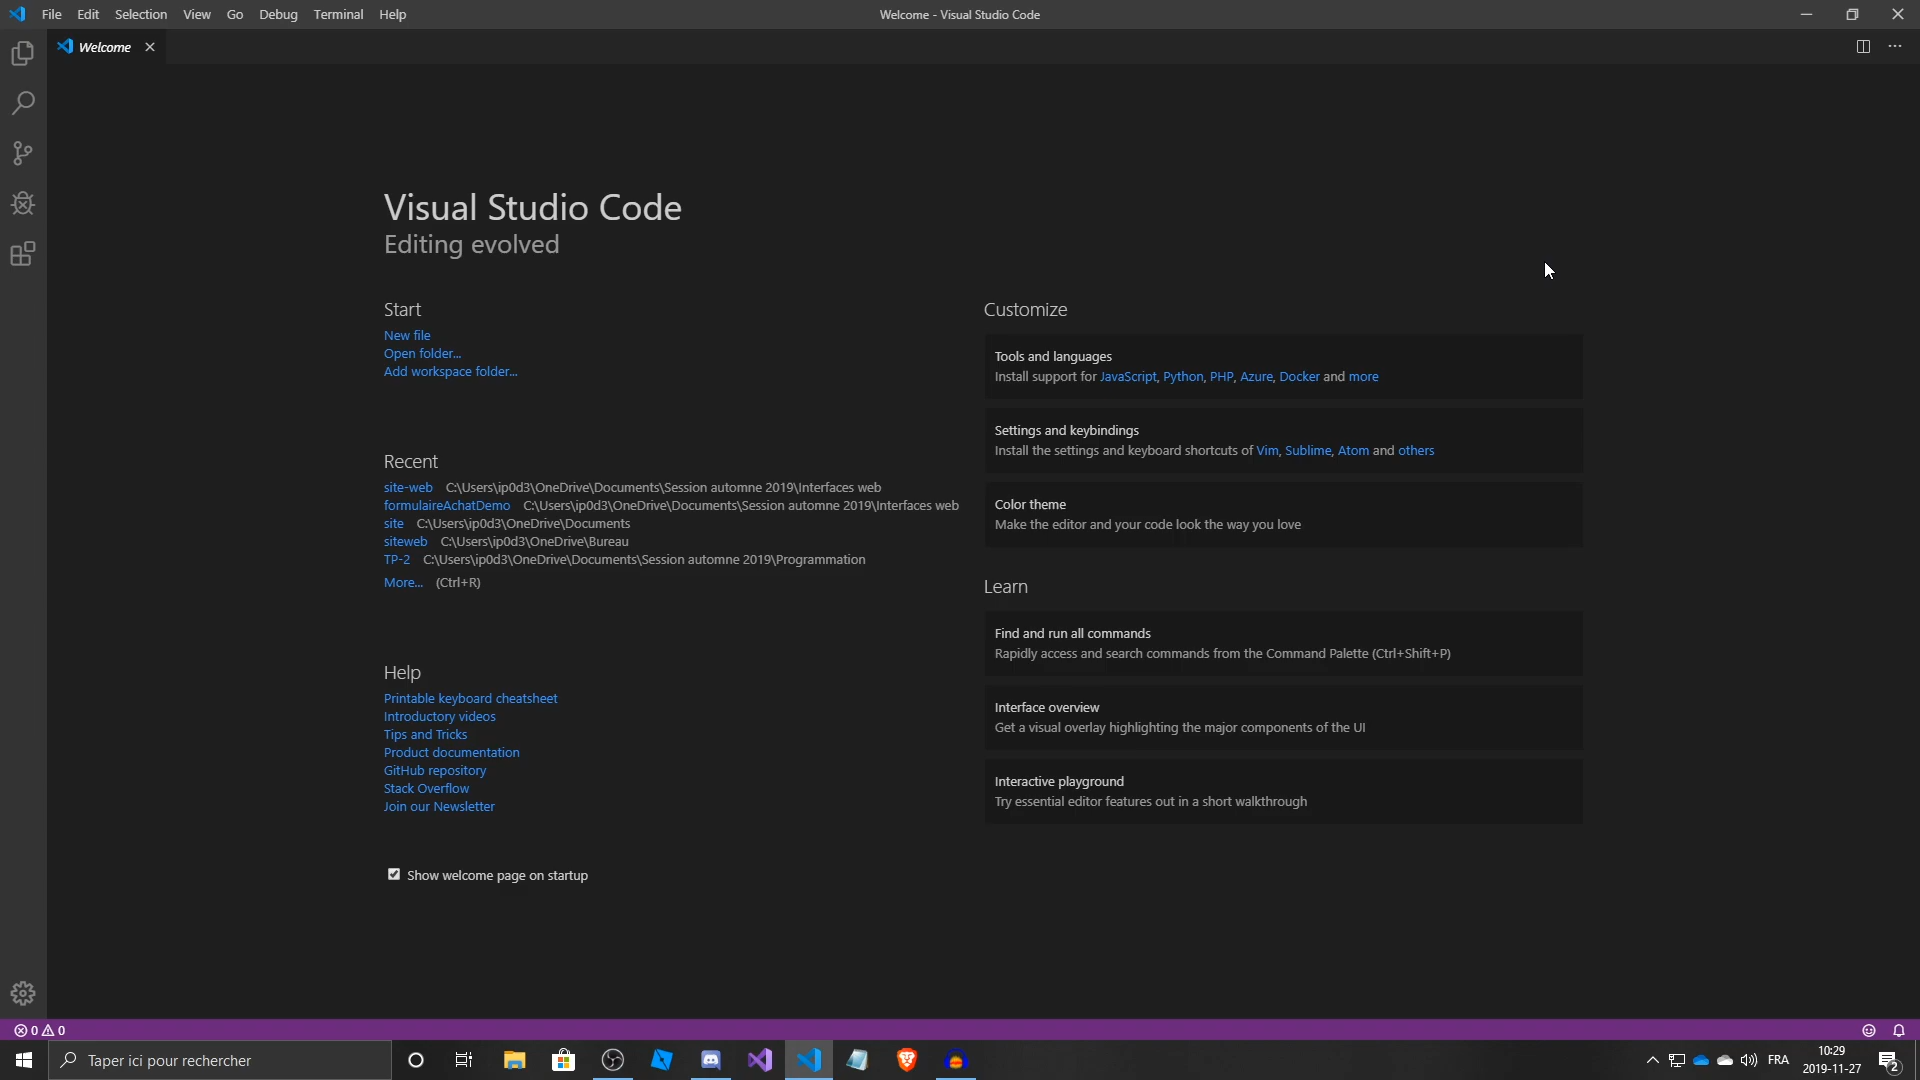 File Edit Selection View Go Debug Terminal Help
Welcome - Visual Studio Code
Welcome
Visual Studio Code
Editing evolved
Start
New file
Open folder...
Add workspace folder...
Recent
site-web C:\Users\ip0d3\OneDrive\Documents\Session automne 2019\Interfaces web
formulaireAchatDemo C:\Users\ip0d3\OneDrive\Documents\Session automne 2019\Interfaces web
site C:\Users\ip0d3\OneDrive\Documents
siteweb C:\Users\ip0d3\OneDrive\Bureau
TP-2 C:\Users\ip0d3\OneDrive\Documents\Session automne 2019\Programmation
More... (Ctrl+R)
Help
Printable keyboard cheatsheet
Introductory videos
Tips and Tricks
Product documentation
GitHub repository
Stack Overflow
Join our Newsletter
Show welcome page on startup
Customize
Tools and languages
Install support for JavaScript, Python, PHP, Azure, Docker and more
Settings and keybindings
Install the settings and keyboard shortcuts of Vim, Sublime, Atom and others
Color theme
Make the editor and your code look the way you love
Learn
Find and run all commands
Rapidly access and search commands from the Command Palette (Ctrl+Shift+P)
Interface overview
Get a visual overlay highlighting the major components of the UI
Interactive playground
Try essential editor features out in a short walkthrough
0 0
Taper ici pour rechercher
FRA
10:29
2019-11-27
2